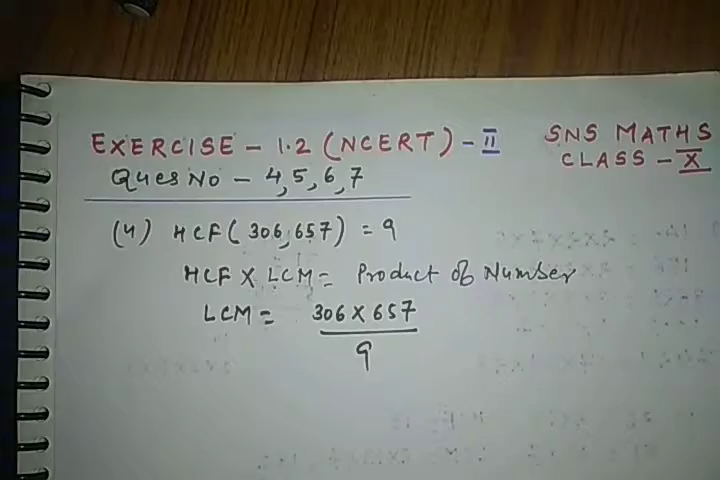 EXERCISE - 1.2 (NCERT) - II
SNS MATHS
CLASS - X
Ques No - 4, 5, 6, 7
(4) HCF (306, 657) = 9
HCF X LCM = Product of Number
LCM = 306 X 657
9